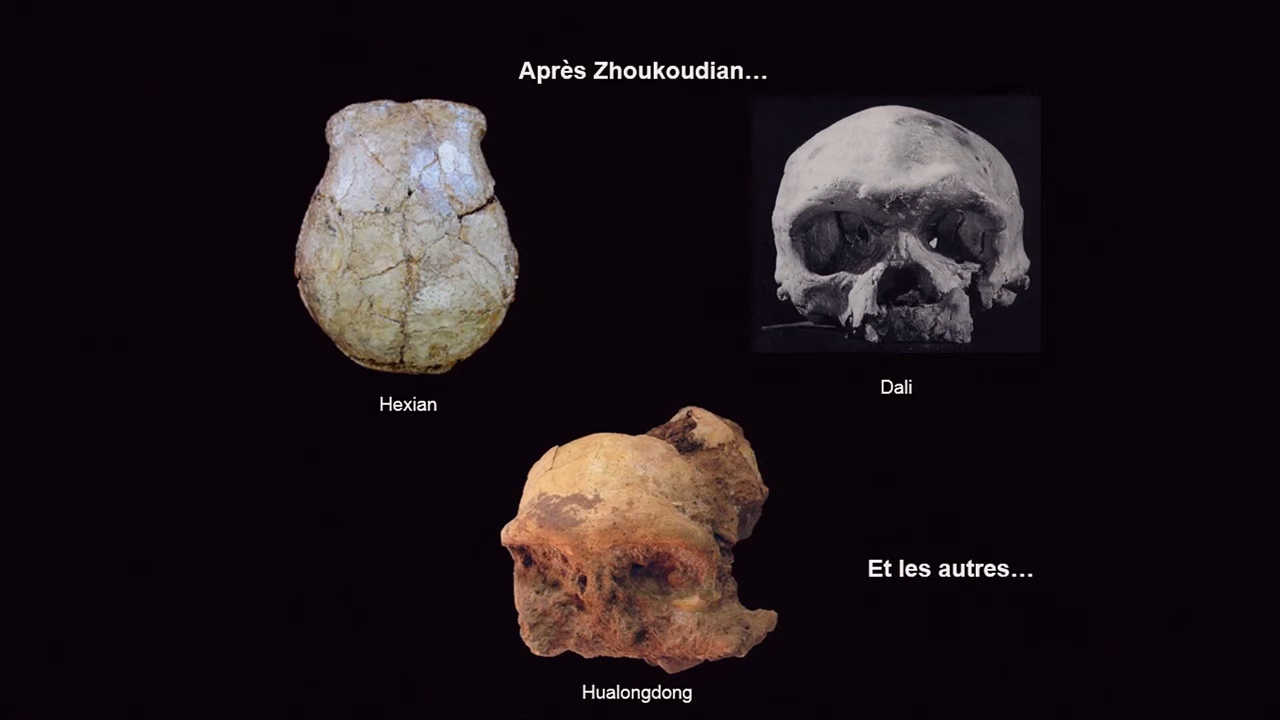 Après Zhoukoudian…
Hexian
Dali
Et les autres…
Hualongdong